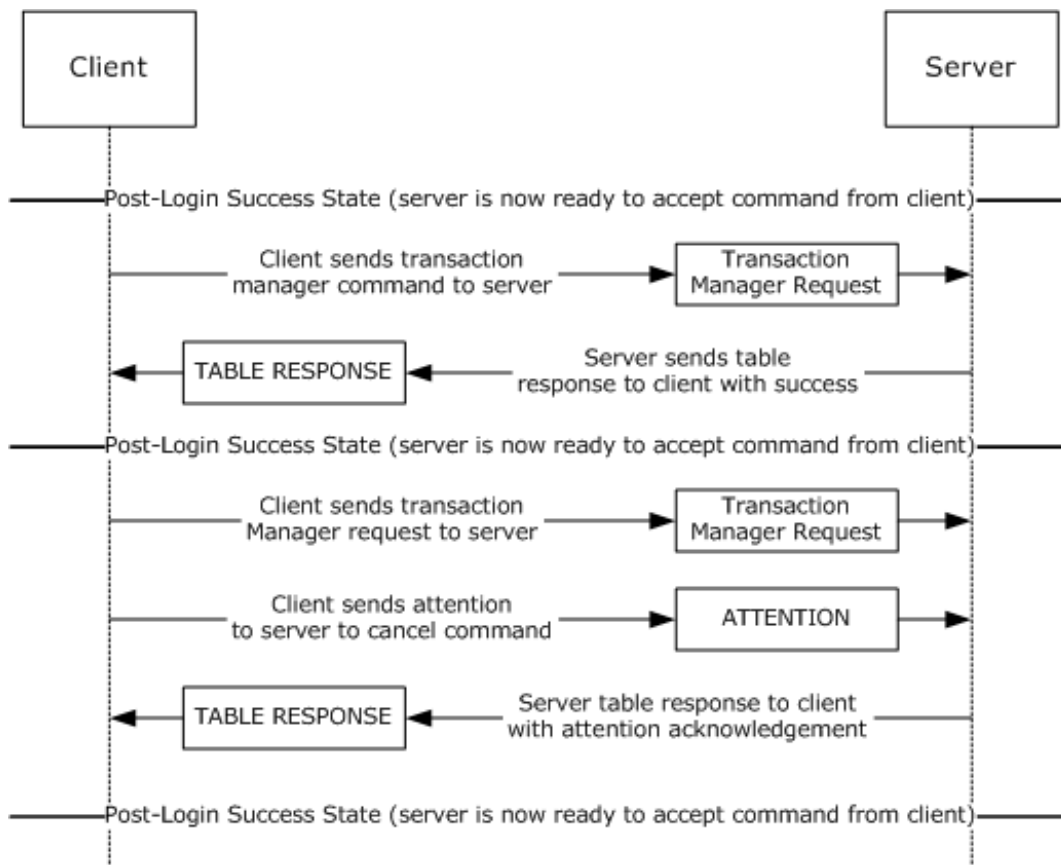 Client
Server
Post-Login Success State (server is now ready to accept command from client)
Client sends transaction
manager command to server
Transaction
Manager Request
TABLE RESPONSE
Server sends table
response to client with success
Post-Login Success State (server is now ready to accept command from client)
Client sends transaction
Manager request to server
Transaction
Manager Request
Client sends attention
to server to cancel command
ATTENTION
TABLE RESPONSE
Server table response to client
with attention acknowledgement
Post-Login Success State (server is now ready to accept command from client)